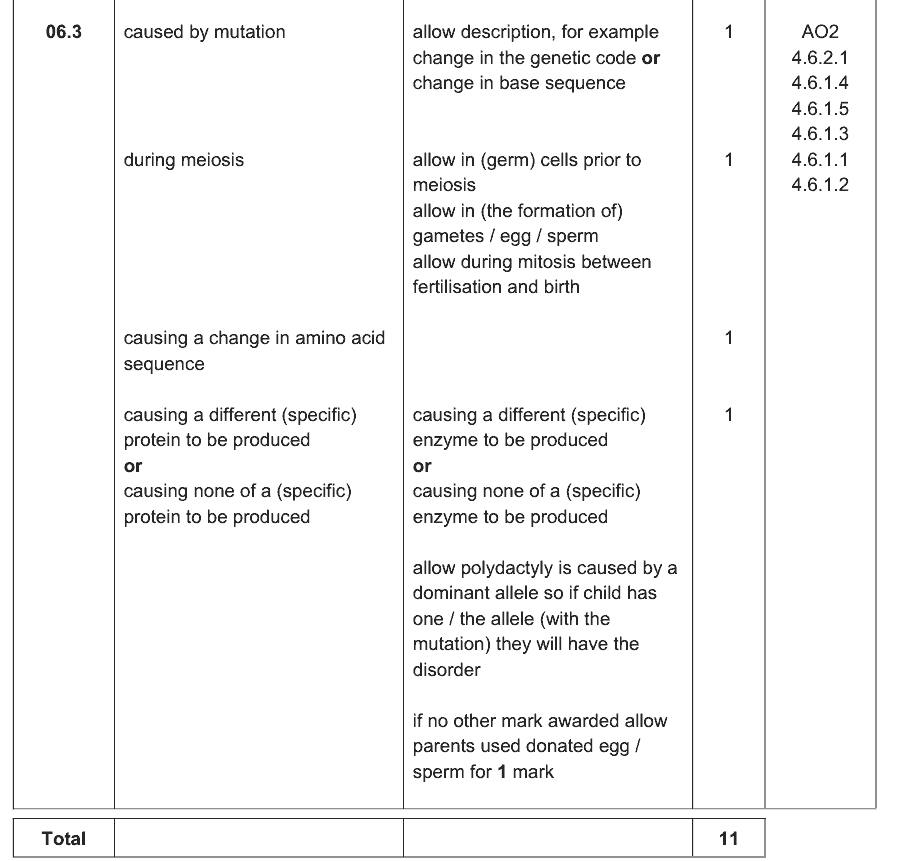 06.3 caused by mutation allow description, for example 1 AO2
change in the genetic code or 4.6.2.1
change in base sequence 4.6.1.4
4.6.1.5
4.6.1.3
during meiosis allow in (germ) cells prior to 1 4.6.1.1
meiosis 4.6.1.2
allow in (the formation of)
gametes / egg / sperm
allow during mitosis between
fertilisation and birth
causing a change in amino acid 1
sequence
causing a different (specific) causing a different (specific) 1
protein to be produced enzyme to be produced
or or
causing none of a (specific) causing none of a (specific)
protein to be produced enzyme to be produced
allow polydactyly is caused by a
dominant allele so if child has
one / the allele (with the
mutation) they will have the
disorder
if no other mark awarded allow
parents used donated egg /
sperm for 1 mark
Total 11